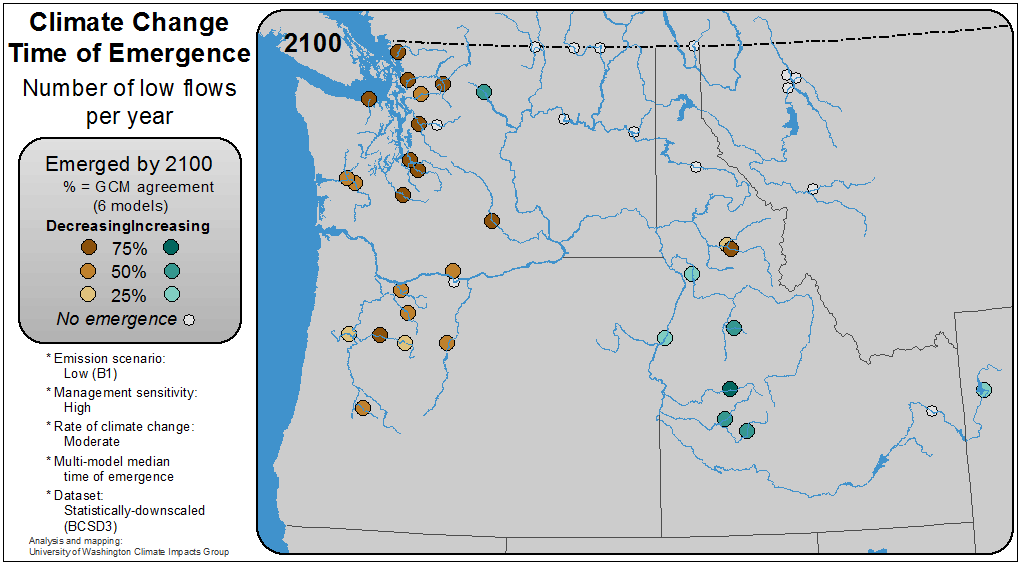 Climate Change
Time of Emergence
Number of low flows
per year
Emerged by 2100
% = GCM agreement
(6 models)
DecreasingIncreasing
75%
50%
25%
No emergence
* Emission scenario:
Low (B1)
* Management sensitivity:
High
* Rate of climate change:
Moderate
* Multi-model median
time of emergence
* Dataset:
Statistically-downscaled
(BCSD3)
Analysis and mapping:
University of Washington Climate Impacts Group
2100